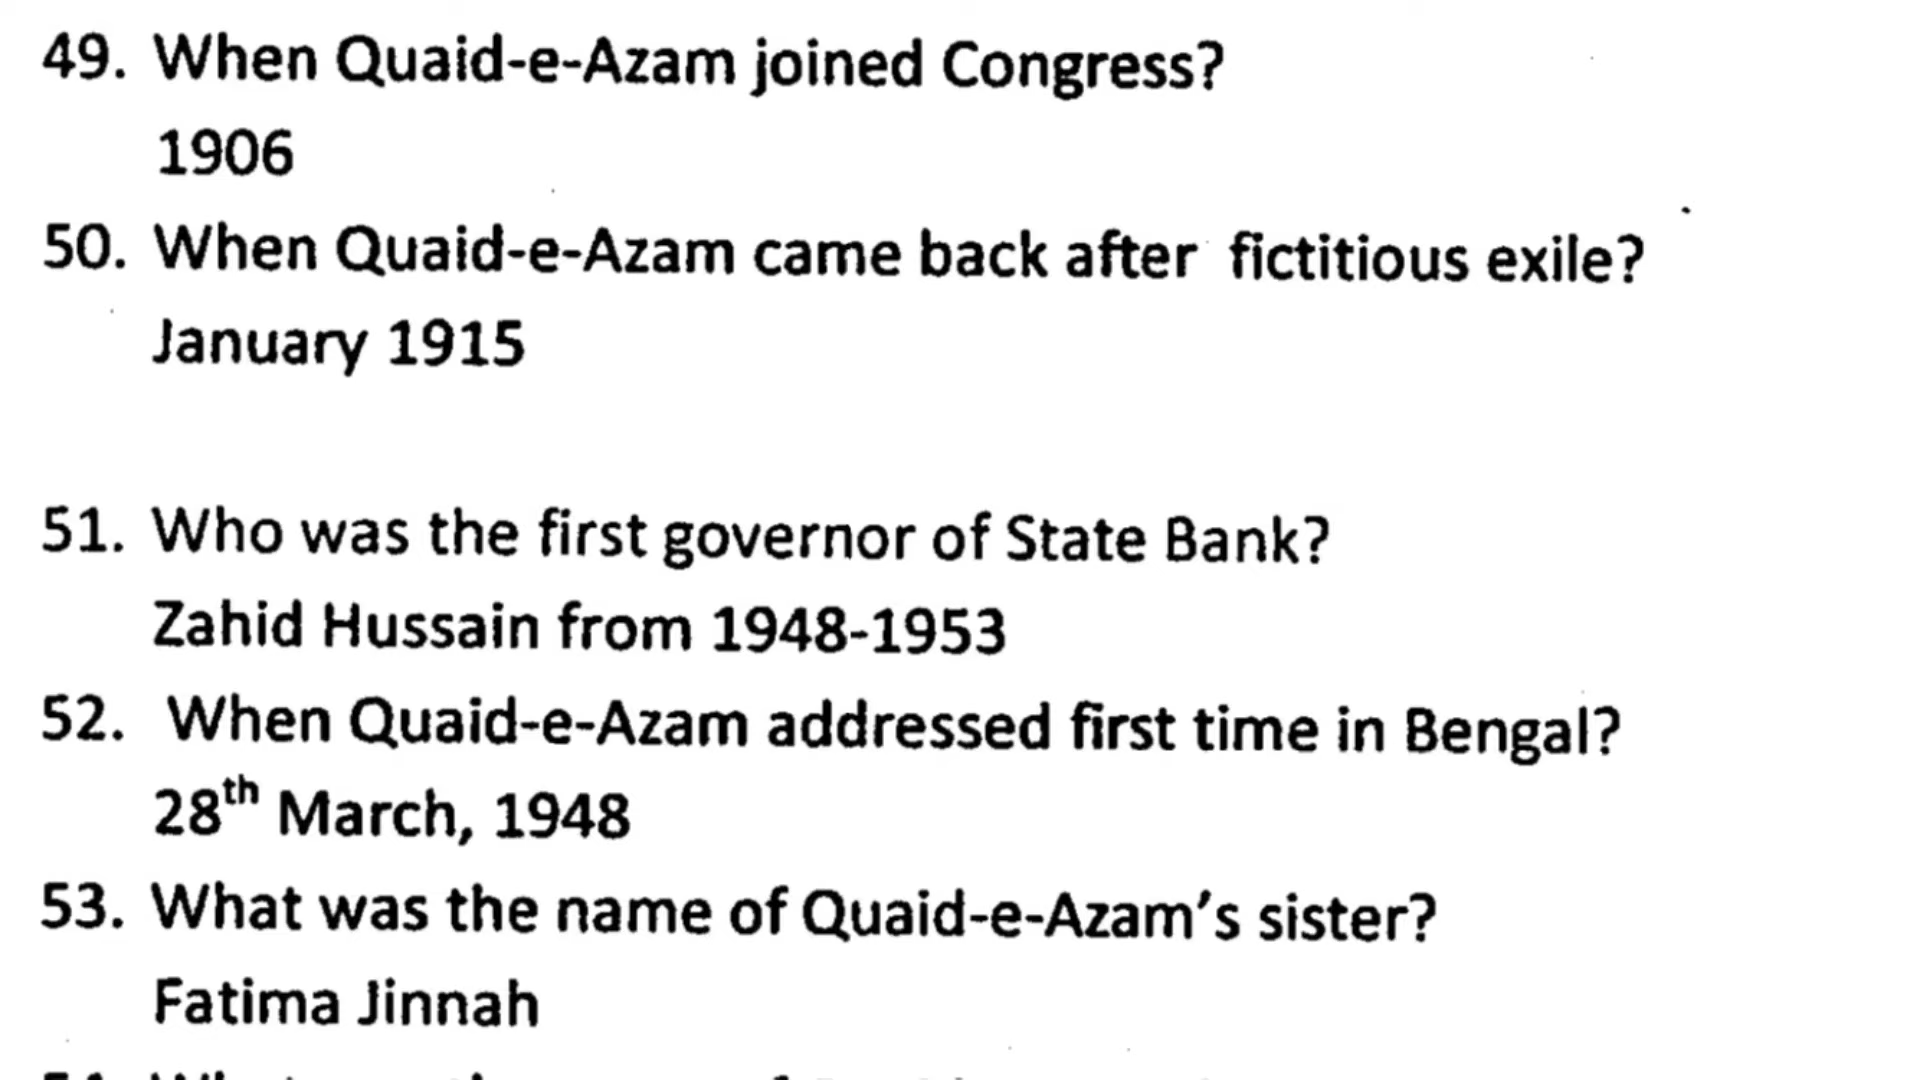 49. When Quaid-e-Azam joined Congress?
1906
50. When Quaid-e-Azam came back after fictitious exile?
January 1915
51. Who was the first governor of State Bank?
Zahid Hussain from 1948-1953
52. When Quaid-e-Azam addressed first time in Bengal?
28th March, 1948
53. What was the name of Quaid-e-Azam's sister?
Fatima Jinnah